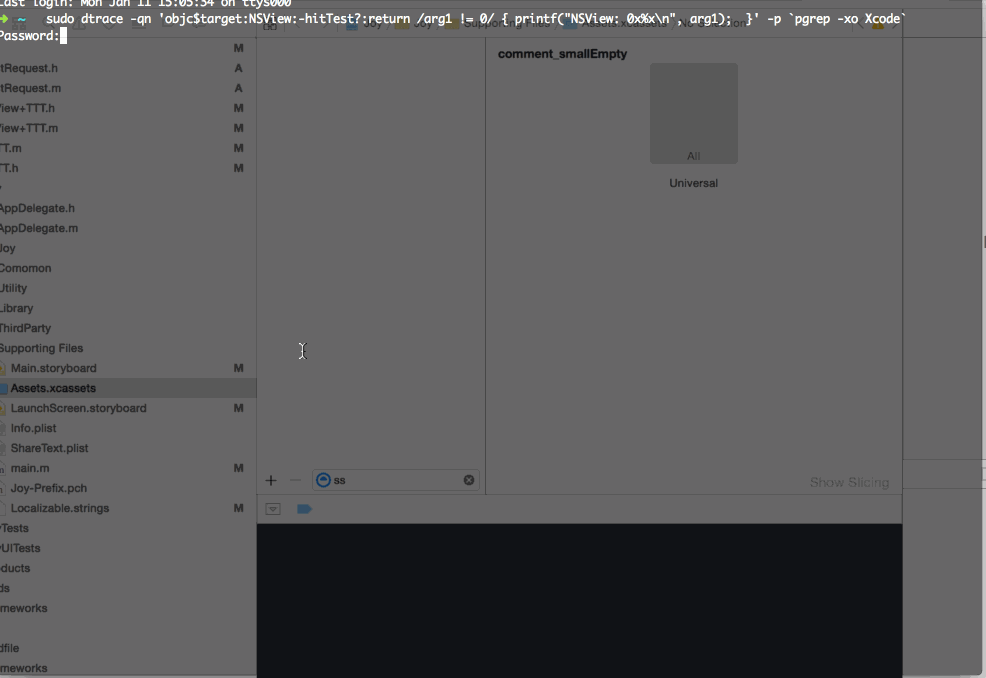 Last login: Mon Jan 11 15:05:34 on ttys000
➜ ~ sudo dtrace -qn 'objc$target:NSView:-hitTest?:return /arg1 != 0/ { printf("NSView: 0x%x\n", arg1); }' -p `pgrep -xo Xcode`
Password:
M
tRequest.h A
tRequest.m A
iew+TTT.h M
iew+TTT.m M
TT.m M
TT.h M
AppDelegate.h
AppDelegate.m
Joy
Comomon
Utility
Library
ThirdParty
Supporting Files
Main.storyboard M
Assets.xcassets
LaunchScreen.storyboard M
Info.plist
ShareText.plist
main.m M
Joy-Prefix.pch
Localizable.strings M
Tests
UITests
ducts
ds
meworks
dfile
meworks
+ − ss
comment_smallEmpty
All
Universal
Show Slicing